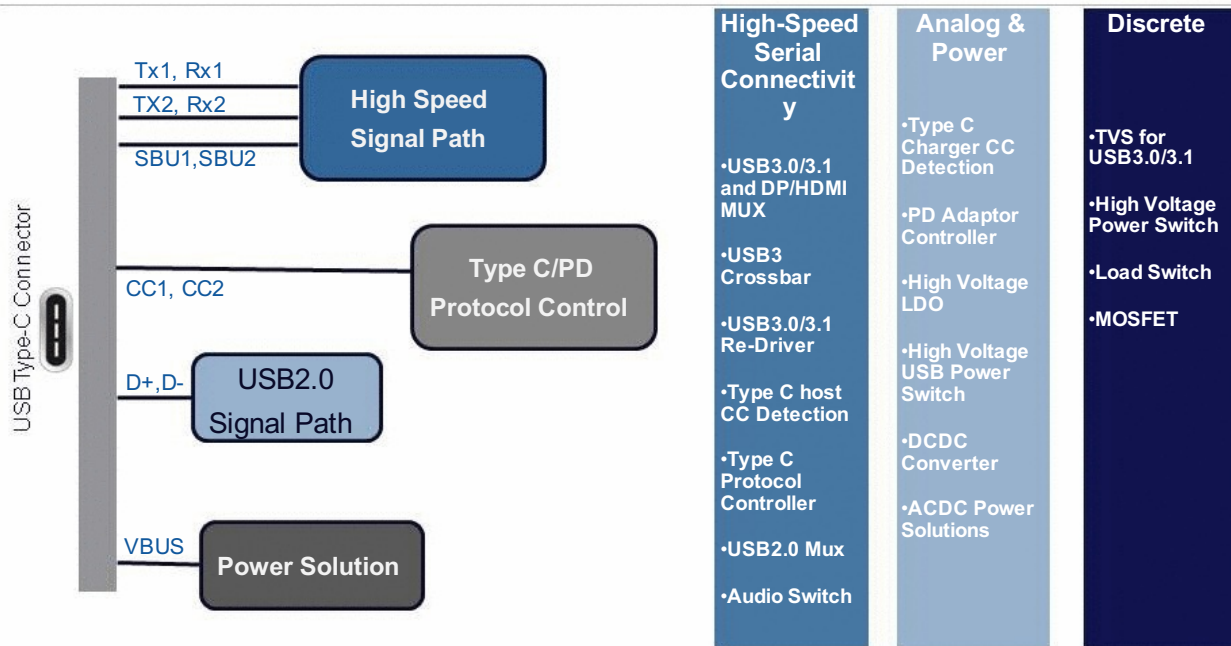 USB Type-C Connector
Tx1, Rx1
TX2, Rx2
SBU1,SBU2
High Speed
Signal Path
CC1, CC2
Type C/PD
Protocol Control
D+,D-
USB2.0
Signal Path
VBUS
Power Solution
High-Speed
Serial
Connectivit
y
•USB3.0/3.1
and DP/HDMI
MUX
•USB3
Crossbar
•USB3.0/3.1
Re-Driver
•Type C host
CC Detection
•Type C
Protocol
Controller
•USB2.0 Mux
•Audio Switch
Analog &
Power
•Type C
Charger CC
Detection
•PD Adaptor
Controller
•High Voltage
LDO
•High Voltage
USB Power
Switch
•DCDC
Converter
•ACDC Power
Solutions
Discrete
•TVS for
USB3.0/3.1
•High Voltage
Power Switch
•Load Switch
•MOSFET